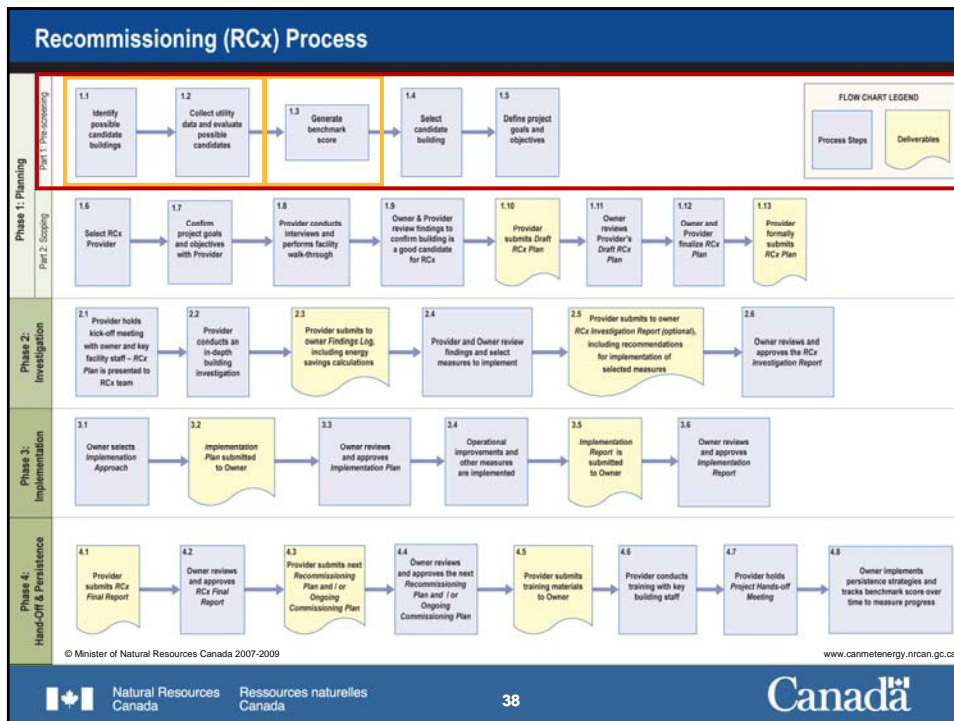 Recommissioning (RCx) Process
Phase 1: Planning
Part 1: Pre-screening
1.1
Identify
possible
candidate
buildings
1.2
Collect utility
data and evaluate
possible
candidates
1.3
Generate
benchmark
score
1.4
Select
candidate
building
1.5
Define project
goals and
objectives
FLOW CHART LEGEND
Process Steps
Deliverables
Part 2: Scoping
1.6
Select RCx
Provider
1.7
Confirm
project goals
and objectives
with Provider
1.8
Provider conducts
interviews and
performs facility
walk-through
1.9
Owner & Provider
review findings to
confirm building is
a good candidate
for RCx
1.10
Provider
submits Draft
RCx Plan
1.11
Owner
reviews
Provider's
Draft RCx
Plan
1.12
Owner and
Provider
finalize RCx
Plan
1.13
Provider
formally
submits
RCx Plan
Phase 2:
Investigation
2.1
Provider holds
kick-off meeting
with owner and key
facility staff – RCx
Plan is presented to
RCx team
2.2
Provider
conducts an
in-depth
building
investigation
2.3
Provider submits to
owner Findings Log,
including energy
savings calculations
2.4
Provider and Owner review
findings and select
measures to implement
2.5
Provider submits to owner
RCx Investigation Report (optional),
including recommendations
for implementation of
selected measures
2.6
Owner reviews and
approves the RCx
Investigation Report
Phase 3:
Implementation
3.1
Owner selects
Implemenation
Approach
3.2
Implementation
Plan submitted
to Owner
3.3
Owner reviews
and approves
Implementation Plan
3.4
Operational
improvements and
other measures
are implemented
3.5
Implementation
Report is
submitted
to Owner
3.6
Owner reviews
and approves
Implementation
Report
Phase 4:
Hand-Off & Persistence
4.1
Provider
submits RCx
Final Report
4.2
Owner reviews
and approves
RCx Final
Report
4.3
Provider submits next
Recommissioning
Plan and / or
Ongoing
Commissioning Plan
4.4
Owner reviews
and approves the next
Recommissioning
Plan and / or
Ongoing
Commissioning Plan
4.5
Provider submits
training materials
to Owner
4.6
Provider conducts
training with key
building staff
4.7
Provider holds
Project Hands-off
Meeting
4.8
Owner implements
persistence strategies and
tracks benchmark score over
time to measure progress
© Minister of Natural Resources Canada 2007-2009
www.canmetenergy.nrcan.gc.ca
Natural Resources
Canada
Ressources naturelles
Canada
38
Canada